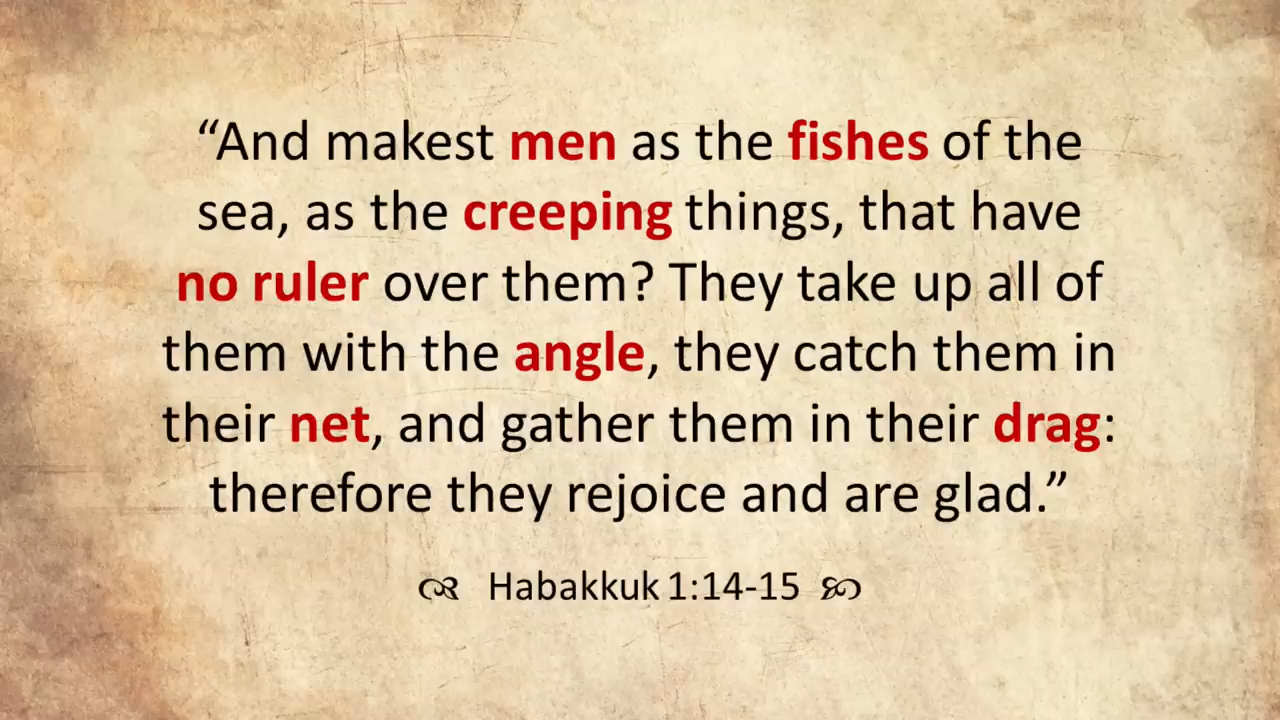 “And makest men as the fishes of the
sea, as the creeping things, that have
no ruler over them? They take up all of
them with the angle, they catch them in
their net, and gather them in their drag:
therefore they rejoice and are glad.”
Habakkuk 1:14-15